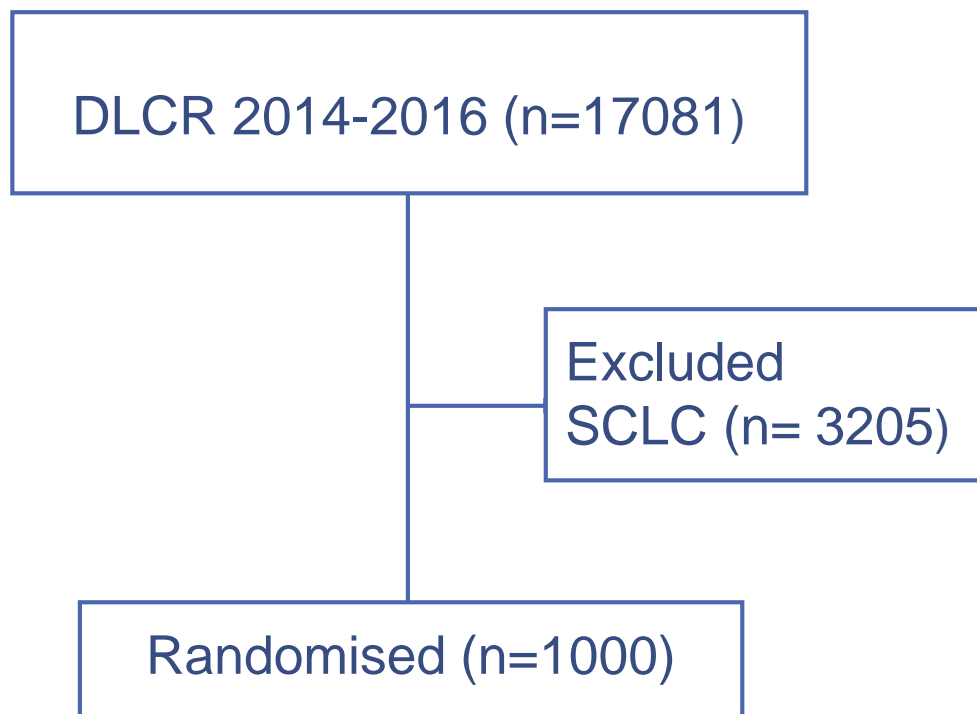 DLCR 2014-2016 (n=17081)
Excluded
SCLC (n= 3205)
Randomised (n=1000)